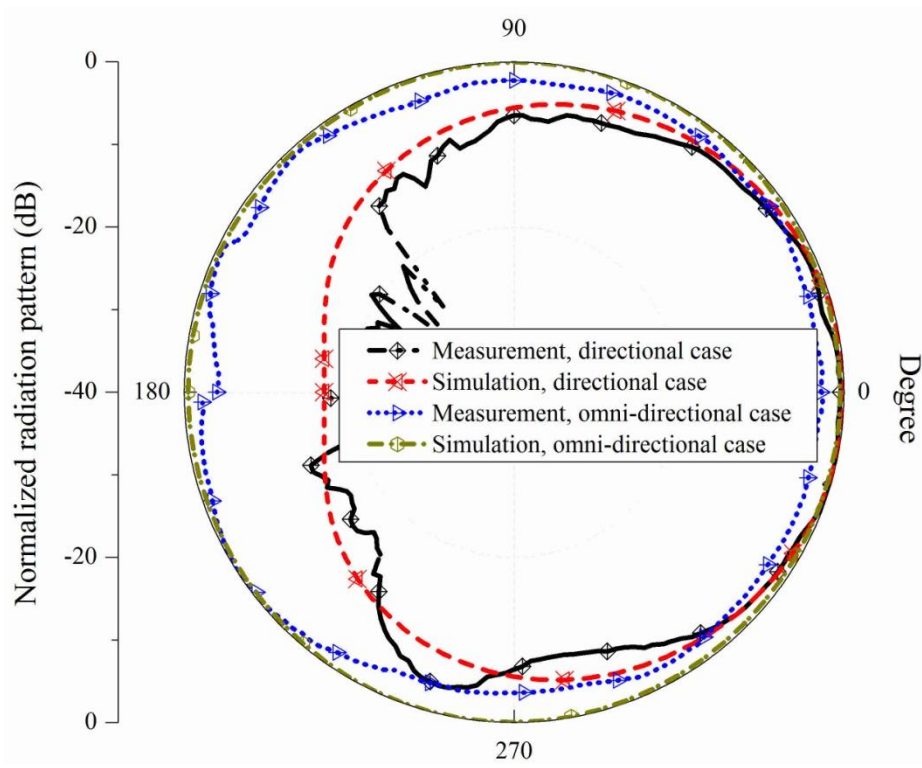 90
0
-20
-40
-20
0
Normalized radiation pattern (dB)
180
0
Degree
270
Measurement, directional case
Simulation, directional case
Measurement, omni-directional case
Simulation, omni-directional case